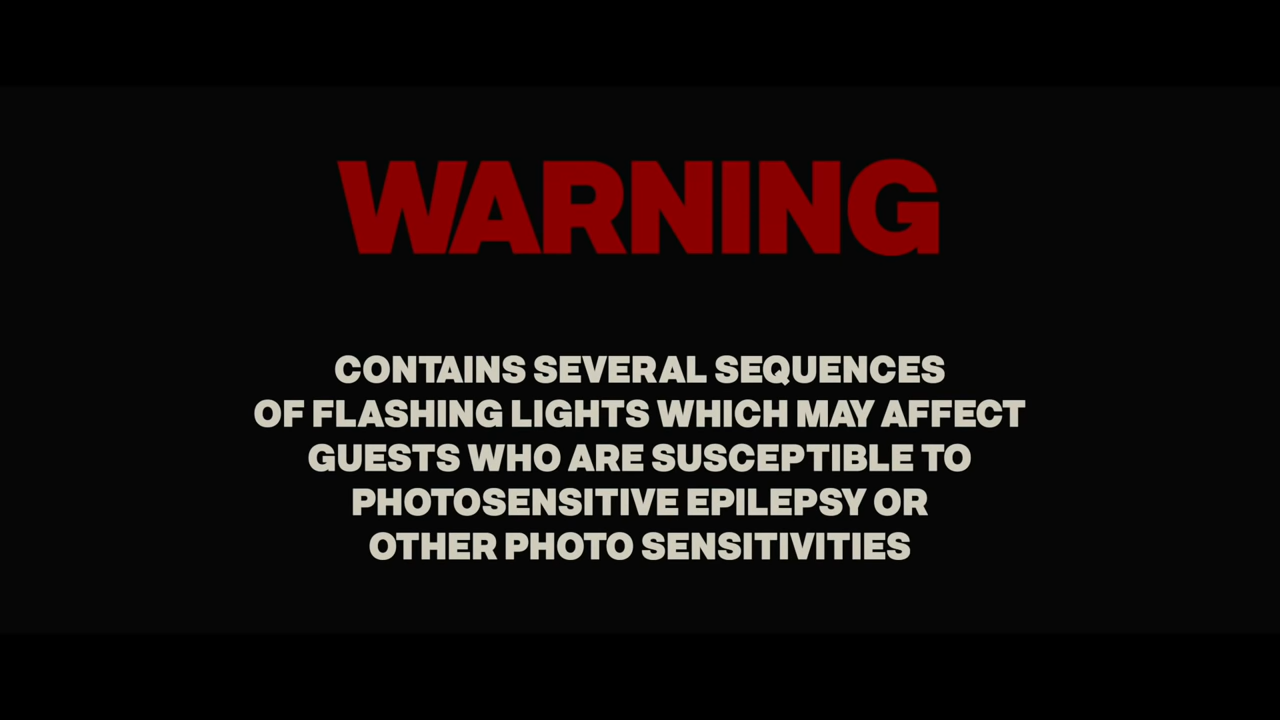 WARNING
CONTAINS SEVERAL SEQUENCES
OF FLASHING LIGHTS WHICH MAY AFFECT
GUESTS WHO ARE SUSCEPTIBLE TO
PHOTOSENSITIVE EPILEPSY OR
OTHER PHOTO SENSITIVITIES